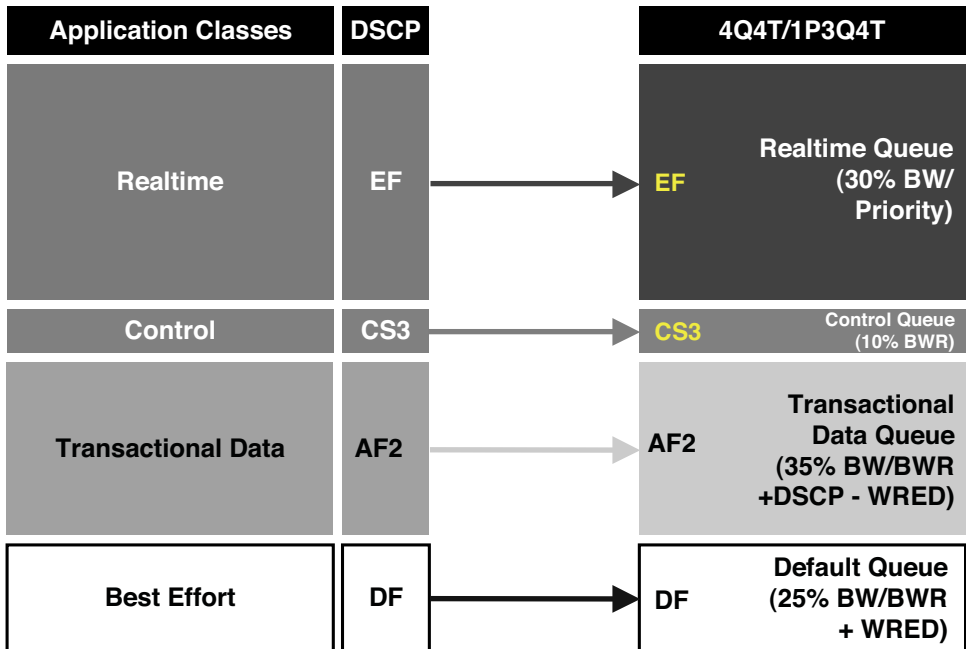 Application Classes
DSCP
4Q4T/1P3Q4T
Realtime
EF
EF
Realtime Queue
(30% BW/
Priority)
Control
CS3
CS3
Control Queue
(10% BWR)
Transactional Data
AF2
AF2
Transactional
Data Queue
(35% BW/BWR
+DSCP - WRED)
Best Effort
DF
DF
Default Queue
(25% BW/BWR
+ WRED)